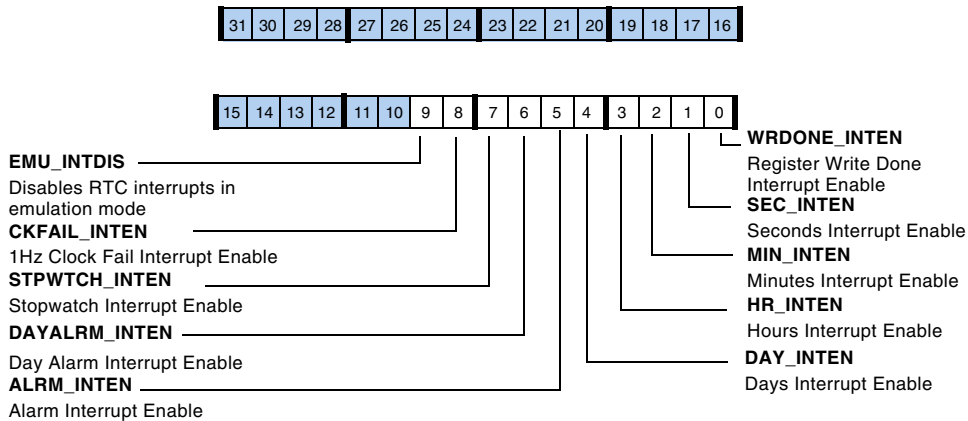 31 30 29 28 27 26 25 24 23 22 21 20 19 18 17 16
15 14 13 12 11 10 9 8 7 6 5 4 3 2 1 0
EMU_INTDIS
Disables RTC interrupts in
emulation mode
CKFAIL_INTEN
1Hz Clock Fail Interrupt Enable
STPWTCH_INTEN
Stopwatch Interrupt Enable
DAYALRM_INTEN
Day Alarm Interrupt Enable
ALRM_INTEN
Alarm Interrupt Enable
WRDONE_INTEN
Register Write Done
Interrupt Enable
SEC_INTEN
Seconds Interrupt Enable
MIN_INTEN
Minutes Interrupt Enable
HR_INTEN
Hours Interrupt Enable
DAY_INTEN
Days Interrupt Enable